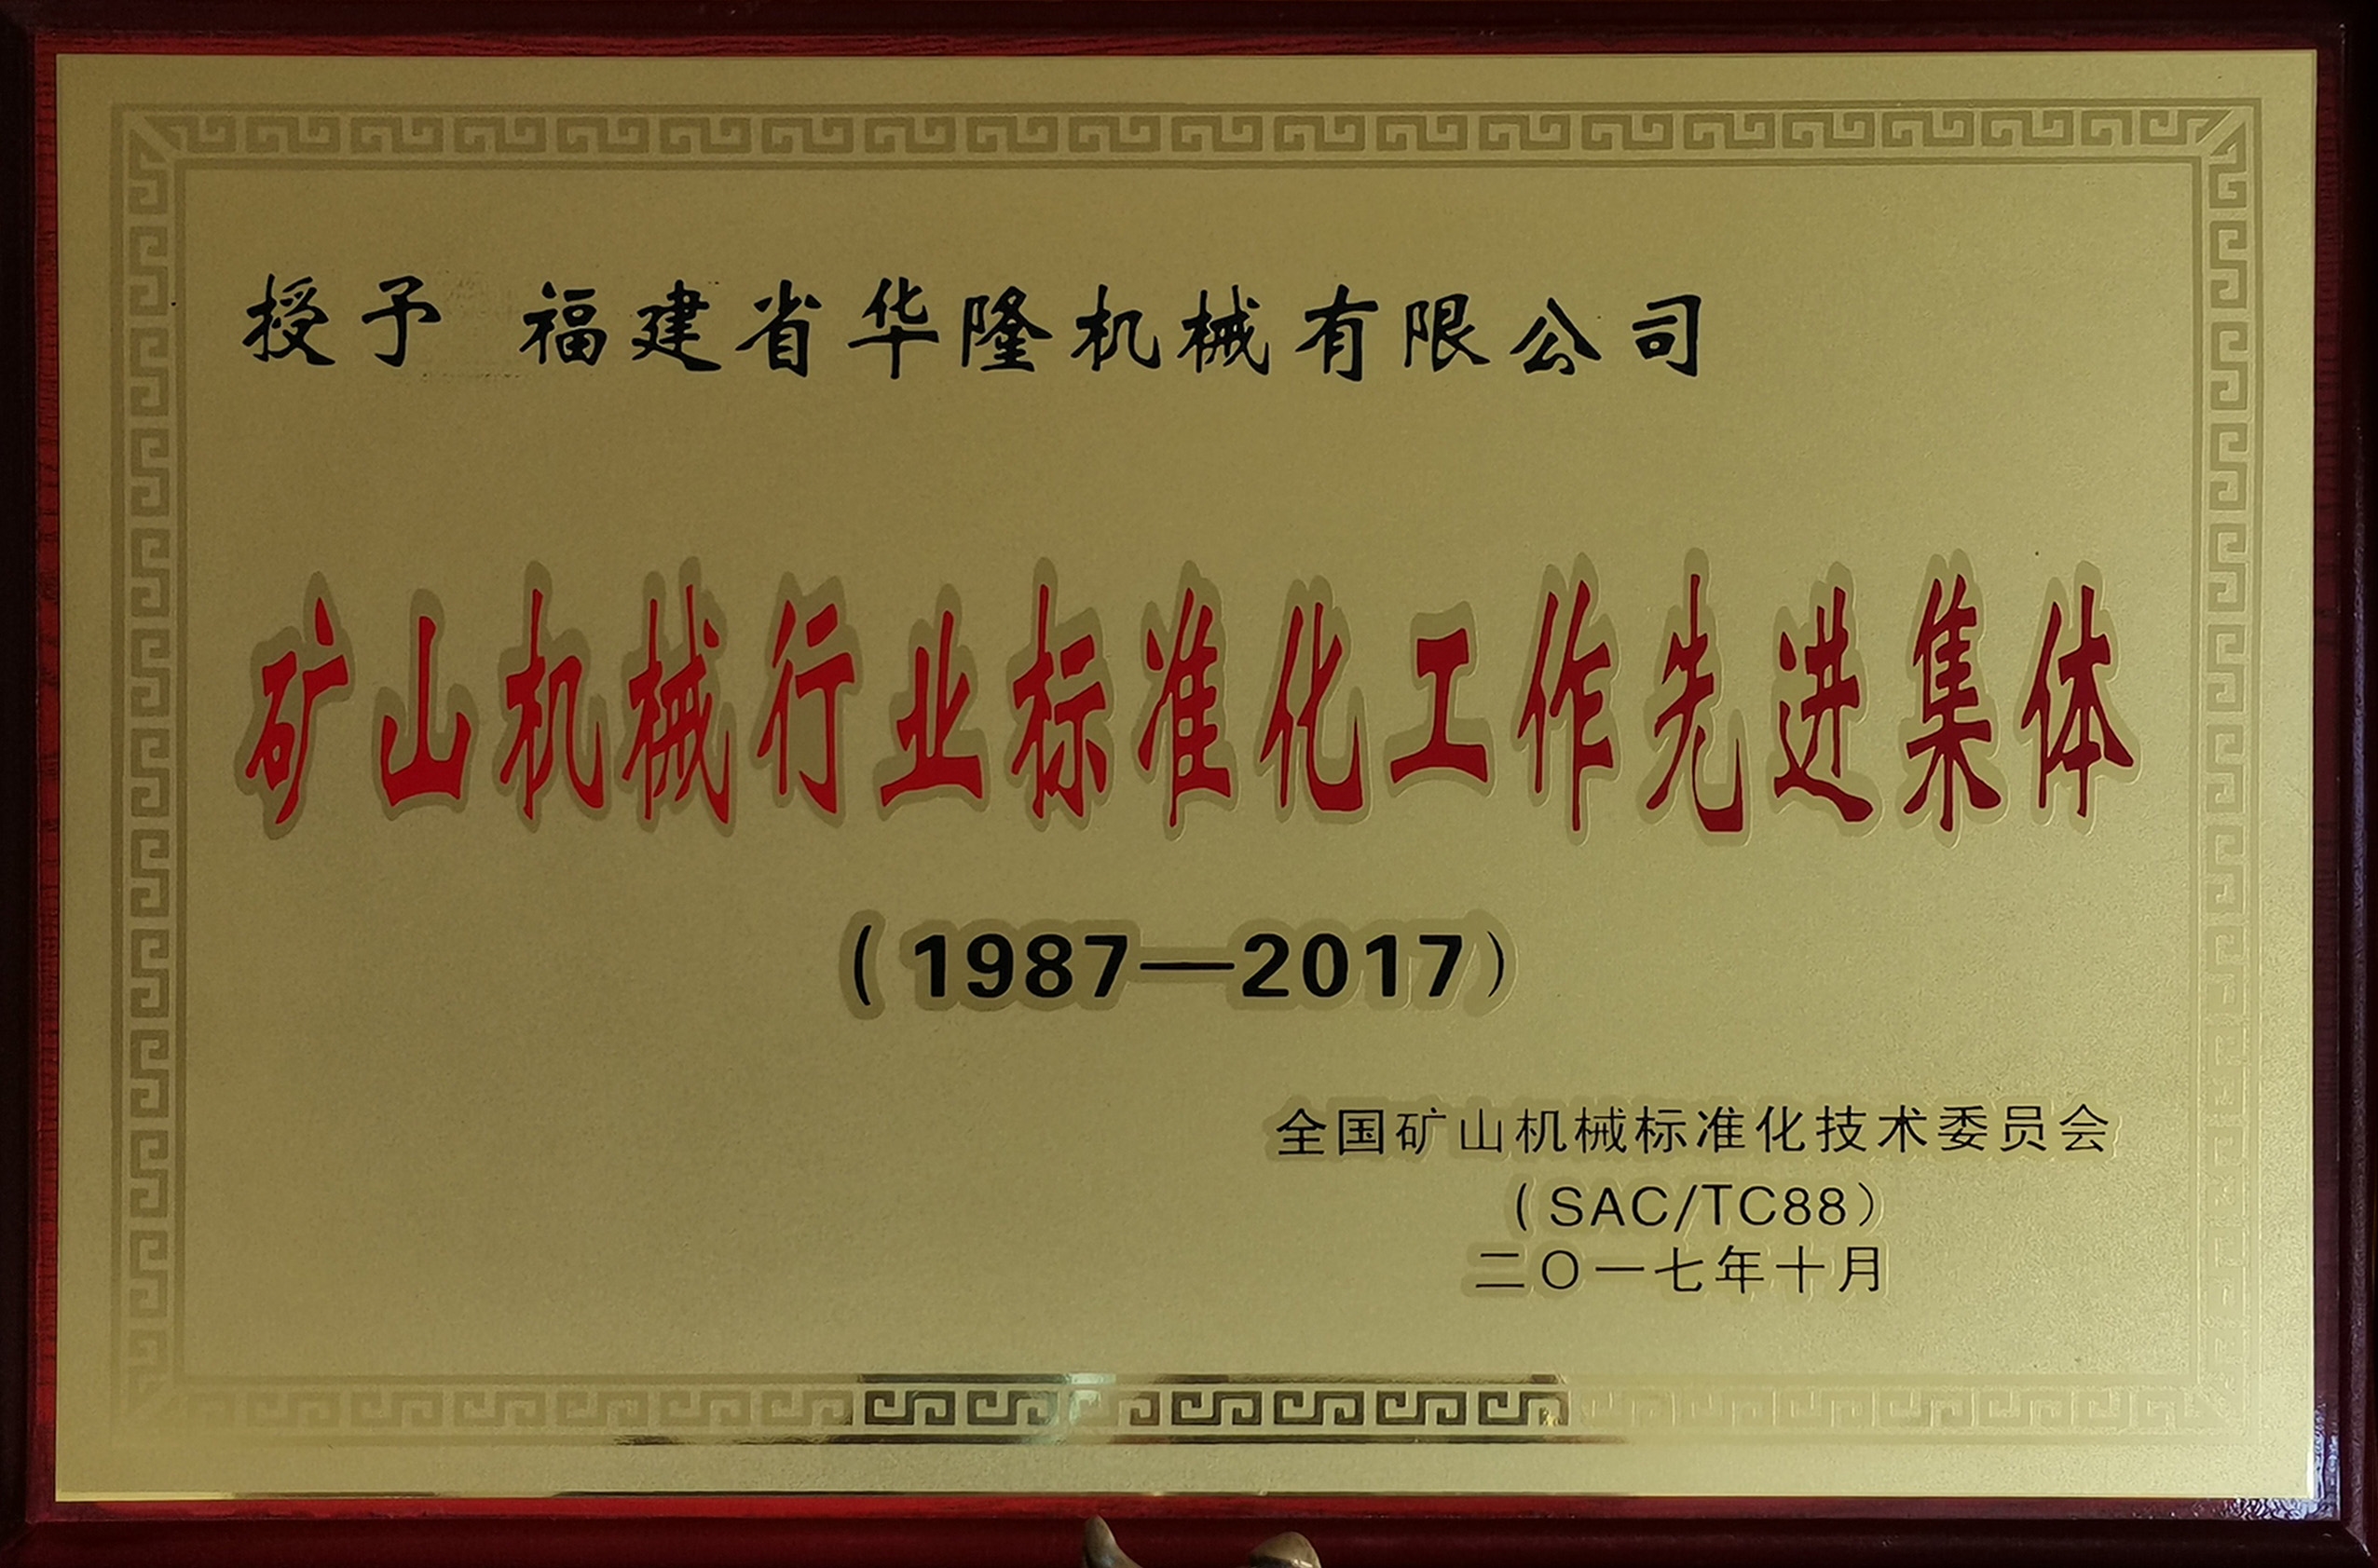 授予 福建省华隆机械有限公司
矿山机械行业标准化工作先进集体
（1987—2017）
全国矿山机械标准化技术委员会
（SAC/TC88）
二〇一七年十月